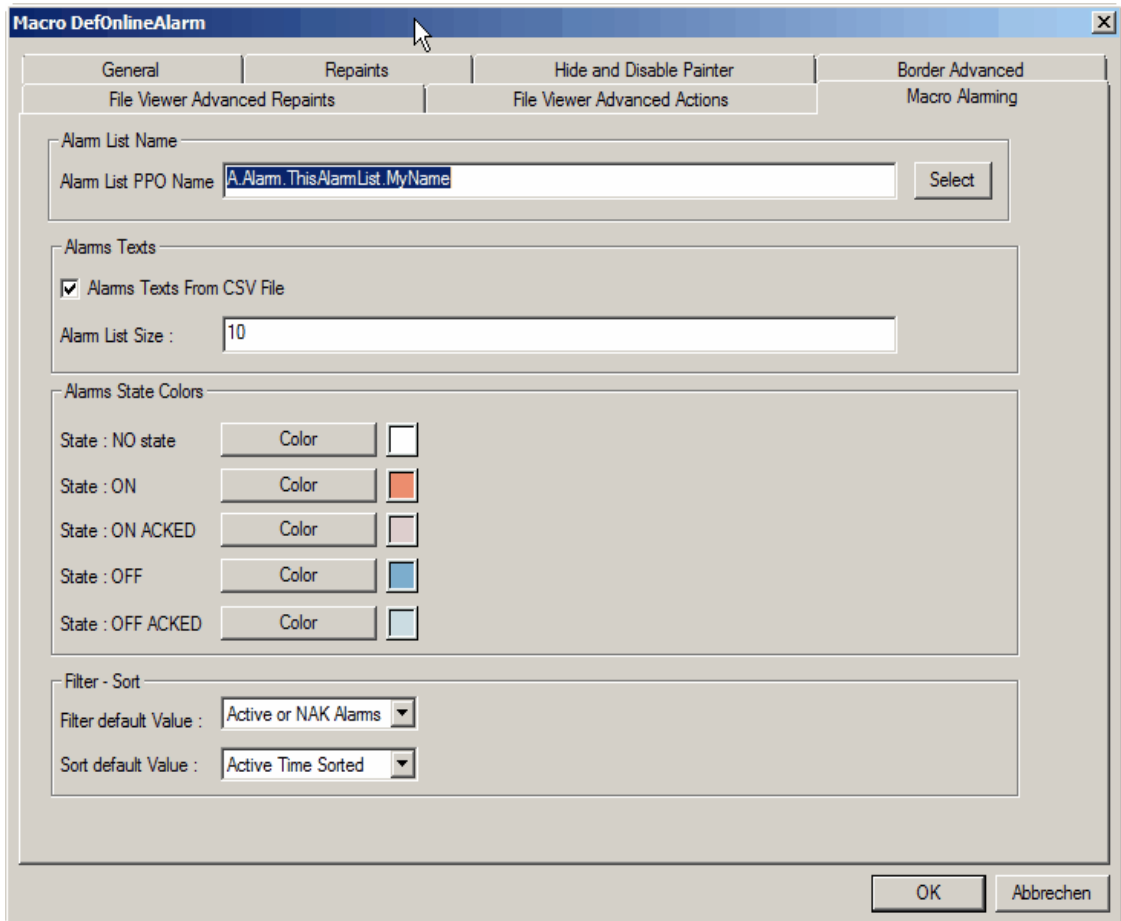 Macro DefOnlineAlarm
General Repaints Hide and Disable Painter Border Advanced
File Viewer Advanced Repaints File Viewer Advanced Actions Macro Alarming
Alarm List Name
Alarm List PPO Name A.Alarm.ThisAlarmList.MyName Select
Alarms Texts
Alarms Texts From CSV File
Alarm List Size : 10
Alarms State Colors
State : NO state Color
State : ON Color
State : ON ACKED Color
State : OFF Color
State : OFF ACKED Color
Filter - Sort
Filter default Value : Active or NAK Alarms
Sort default Value : Active Time Sorted
OK Abbrechen